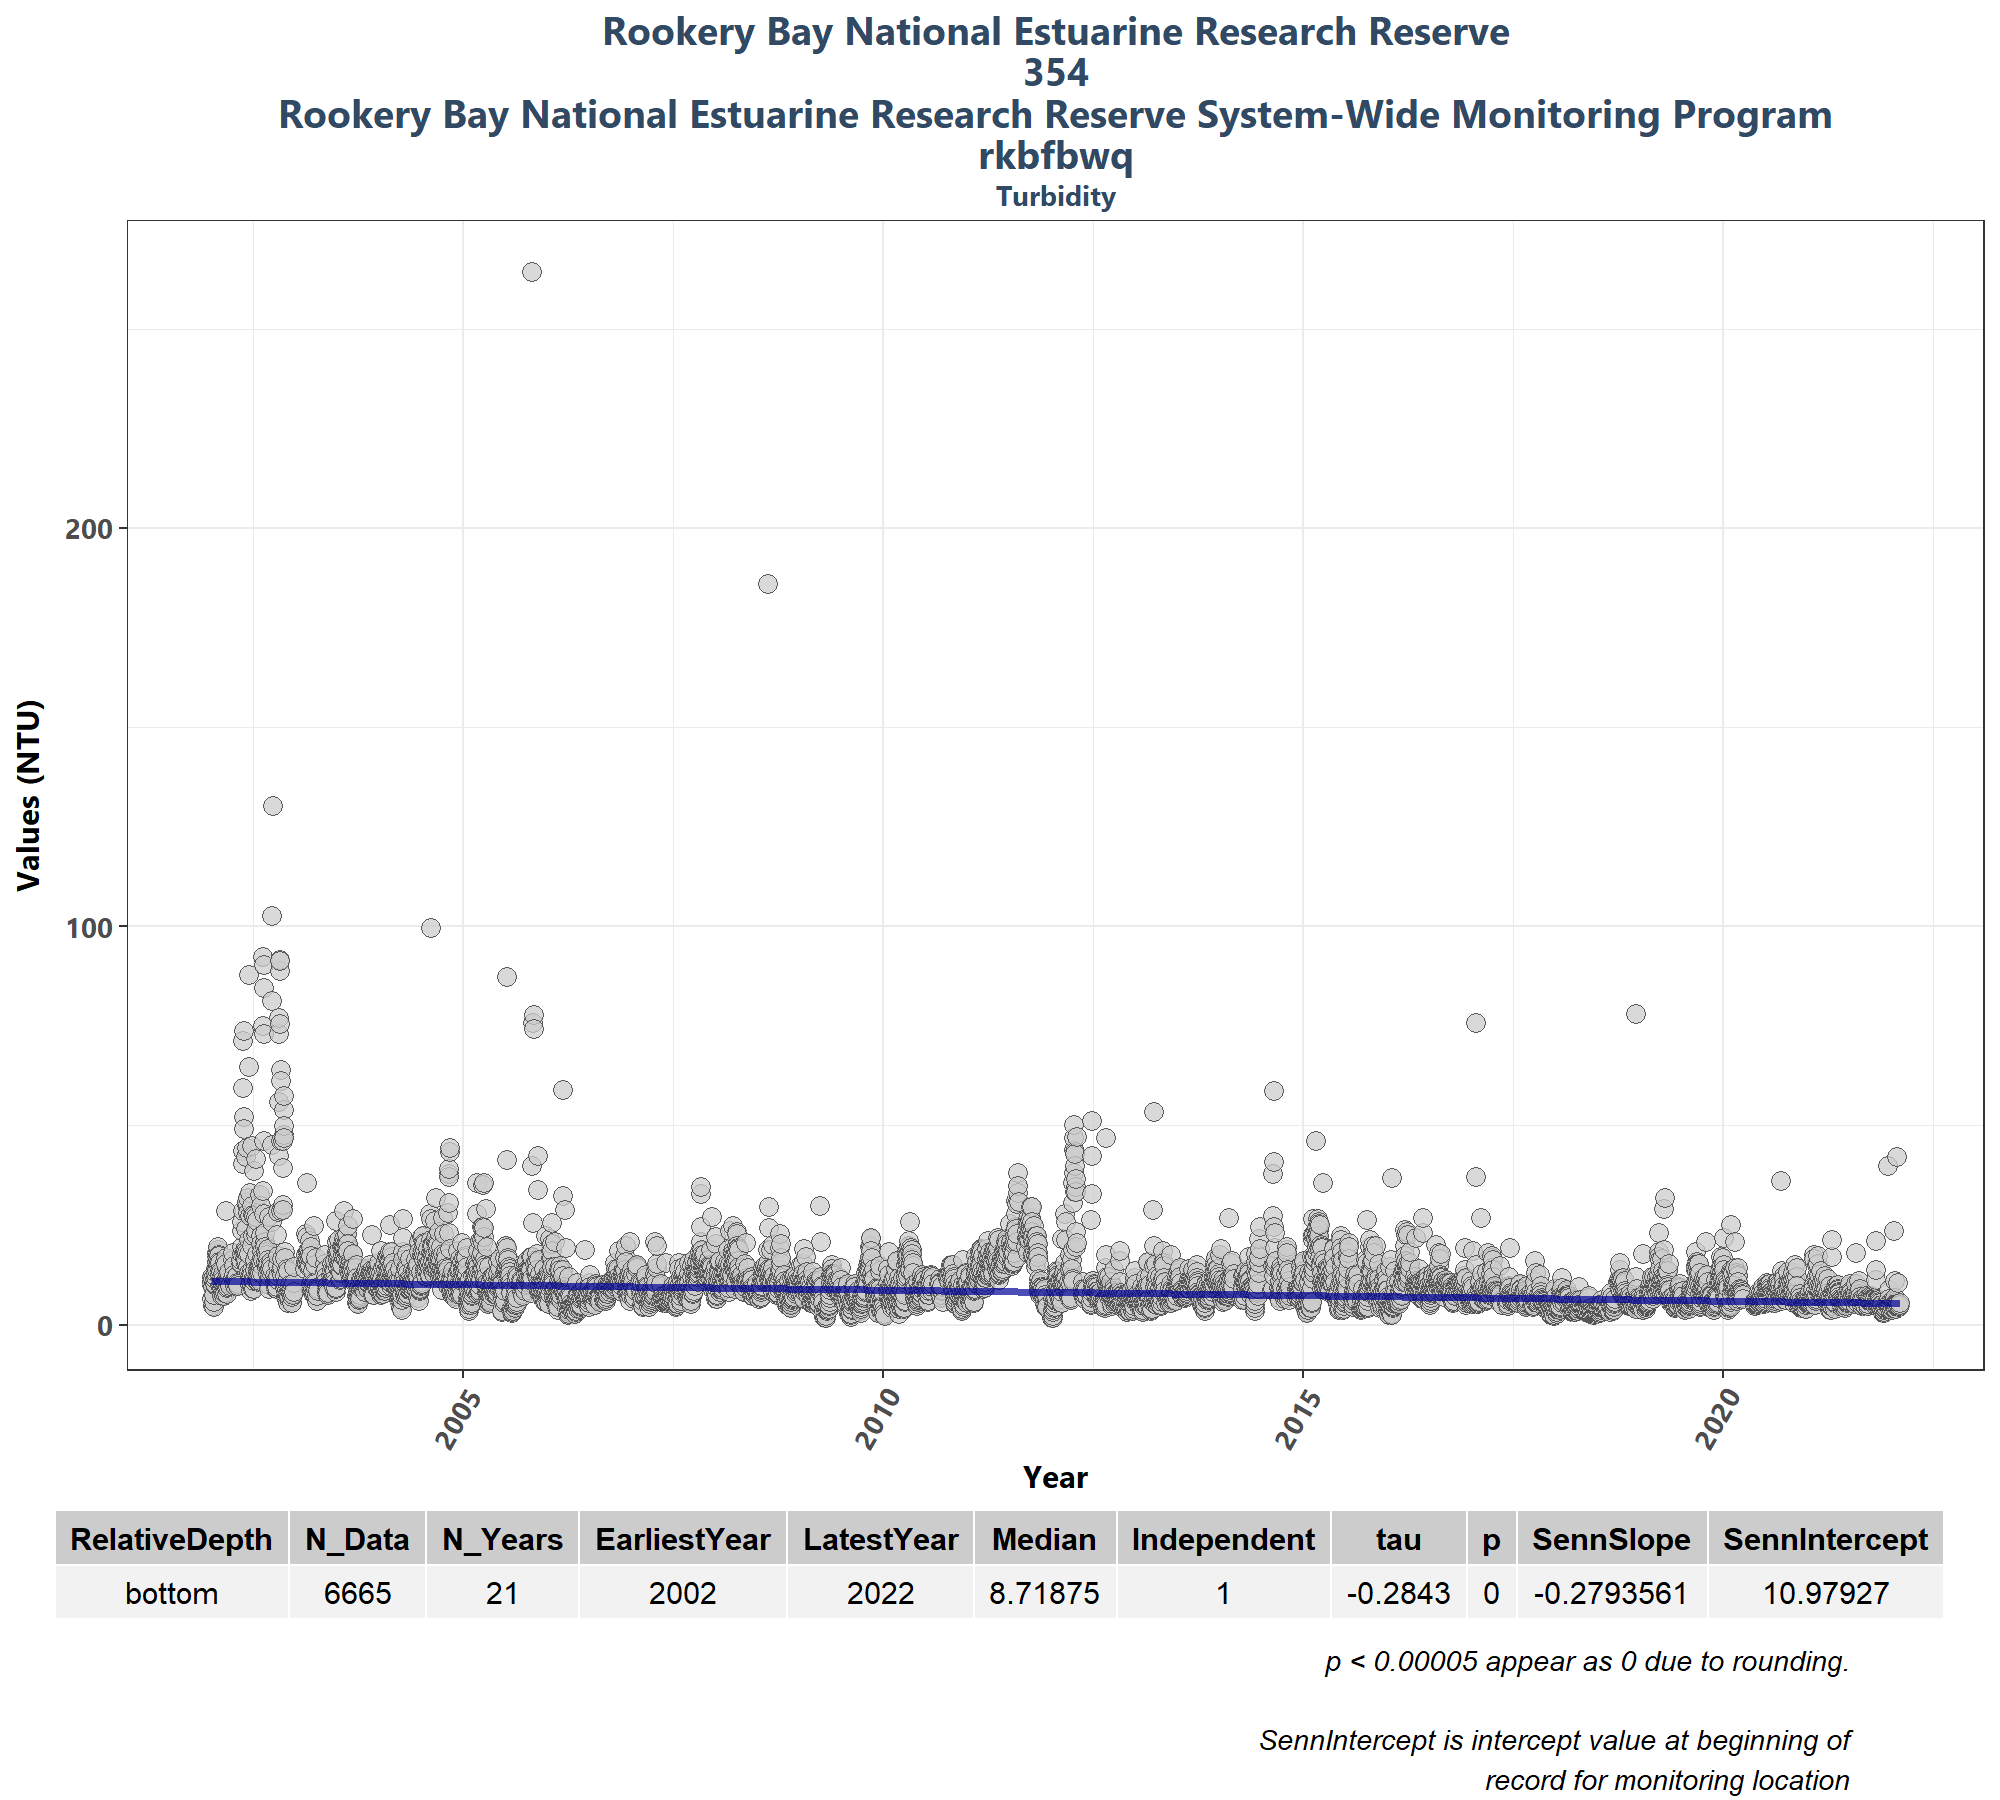 Rookery Bay National Estuarine Research Reserve
354
Rookery Bay National Estuarine Research Reserve System-Wide Monitoring Program
rkbfbwq
Turbidity
Values (NTU)
200
100
0
2005 2010 2015 2020
Year
RelativeDepth N_Data N_Years EarliestYear LatestYear Median Independent tau p SennSlope SennIntercept
bottom 6665 21 2002 2022 8.71875 1 -0.2843 0 -0.2793561 10.97927
p < 0.00005 appear as 0 due to rounding.
SennIntercept is intercept value at beginning of
record for monitoring location